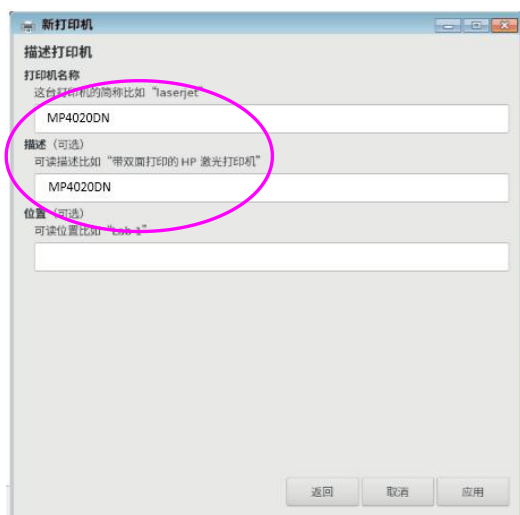 新打印机
描述打印机
打印机名称
这台打印机的简称比如“laserjet”
MP4020DN
描述（可选）
可读描述比如“带双面打印的 HP 激光打印机”
MP4020DN
位置（可选）
可读位置比如“Lab 1”
返回 取消 应用